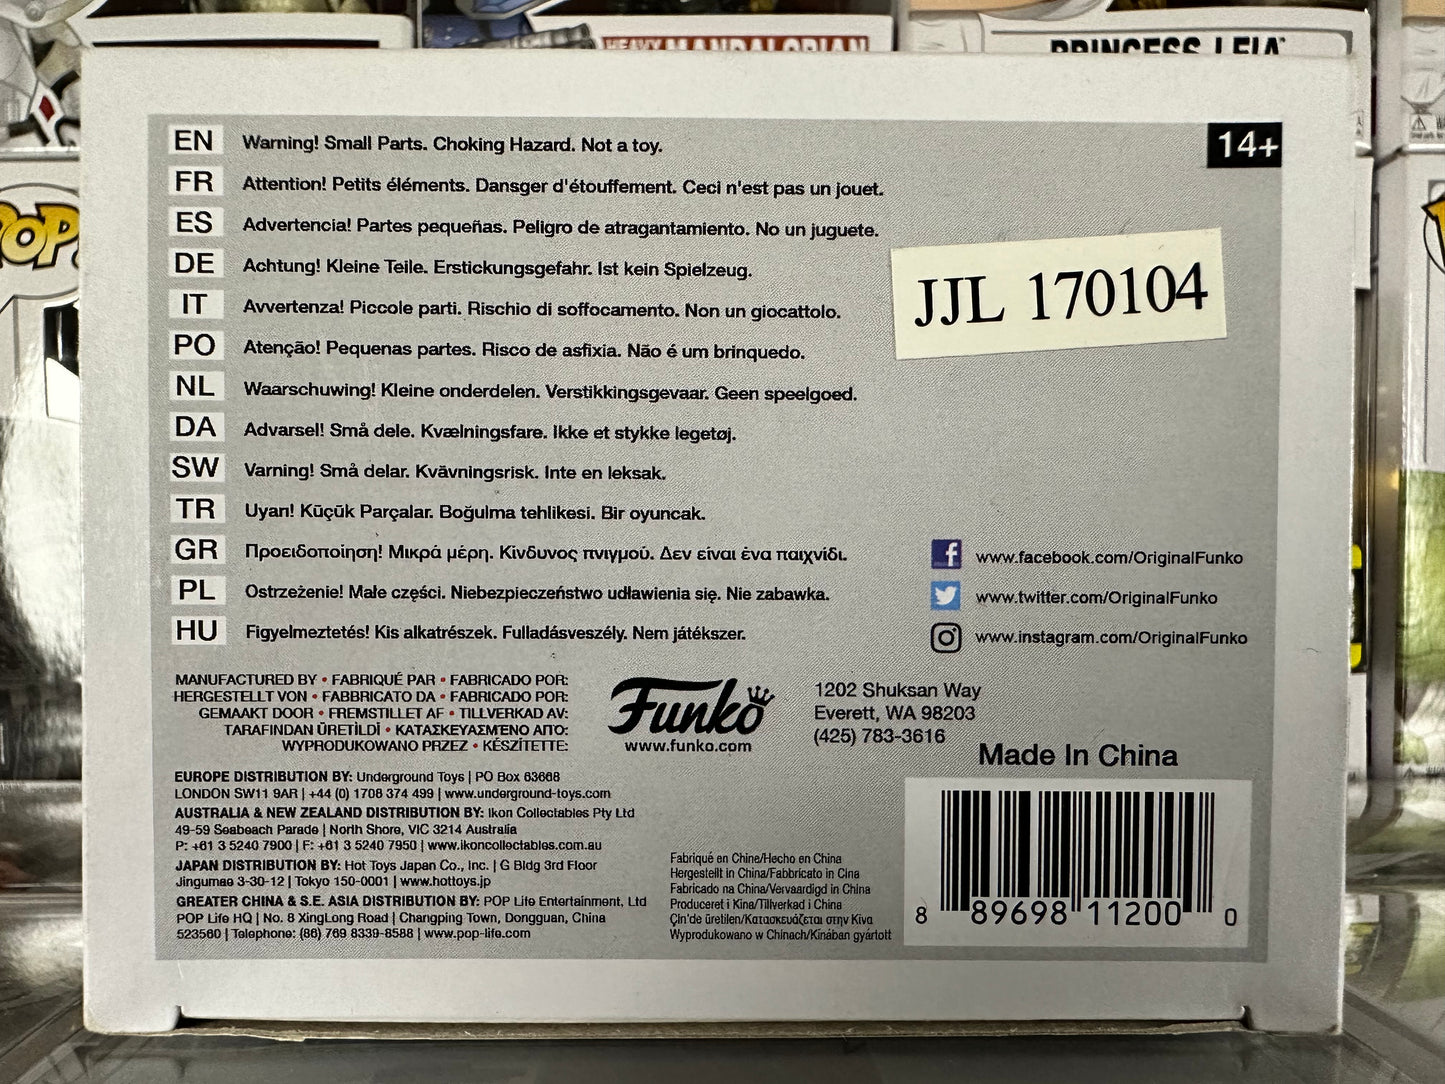 HEAVY MANDALORIAN
PRINCESS LEIA
POP!
EN Warning! Small Parts. Choking Hazard. Not a toy.
14+
FR Attention! Petits éléments. Dansger d'étouffement. Ceci n'est pas un jouet.
ES Advertencia! Partes pequeñas. Peligro de atragantamiento. No un juguete.
DE Achtung! Kleine Teile. Erstickungsgefahr. Ist kein Spielzeug.
IT Avvertenza! Piccole parti. Rischio di soffocamento. Non un giocattolo.
JJL 170104
PO Atenção! Pequenas partes. Risco de asfixia. Não é um brinquedo.
NL Waarschuwing! Kleine onderdelen. Verstikkingsgevaar. Geen speelgoed.
DA Advarsel! Små dele. Kvælningsfare. Ikke et stykke legetøj.
SW Varning! Små delar. Kvävningsrisk. Inte en leksak.
TR Uyan! Küçük Parçalar. Boğulma tehlikesi. Bir oyuncak.
GR Προειδοποίηση! Μικρά μέρη. Κίνδυνος πνιγμού. Δεν είναι ένα παιχνίδι.
PL Ostrzeżenie! Małe części. Niebezpieczeństwo udławienia się. Nie zabawka.
HU Figyelmeztetés! Kis alkatrészek. Fulladásveszély. Nem játékszer.
www.facebook.com/OriginalFunko
www.twitter.com/OriginalFunko
www.instagram.com/OriginalFunko
MANUFACTURED BY • FABRIQUÉ PAR • FABRICADO POR:
HERGESTELLT VON • FABBRICATO DA • FABRICADO POR:
GEMAAKT DOOR • FREMSTILLET AF • TILLVERKAD AV:
TARAFINDAN ÜRETİLDİ • ΚΑΤΑΣΚΕΥΑΣΜΈΝΟ ΑΠΌ:
WYPRODUKOWANO PRZEZ • KÉSZÍTETTE:
Funko
www.funko.com
1202 Shuksan Way
Everett, WA 98203
(425) 783-3616
Made In China
EUROPE DISTRIBUTION BY: Underground Toys | PO Box 63668
LONDON SW11 9AR | +44 (0) 1708 374 499 | www.underground-toys.com
AUSTRALIA & NEW ZEALAND DISTRIBUTION BY: Ikon Collectables Pty Ltd
49-59 Seabeach Parade | North Shore, VIC 3214 Australia
P: +61 3 5240 7900 | F: +61 3 5240 7950 | www.ikoncollectables.com.au
JAPAN DISTRIBUTION BY: Hot Toys Japan Co., Inc. | G Bldg 3rd Floor
Jingumae 3-30-12 | Tokyo 150-0001 | www.hottoys.jp
GREATER CHINA & S.E. ASIA DISTRIBUTION BY: POP Life Entertainment, Ltd
POP Life HQ | No. 8 XingLong Road | Changping Town, Dongguan, China
523560 | Telephone: (86) 769 8339-8588 | www.pop-life.com
Fabriqué en Chine/Hecho en China
Hergestellt in China/Fabbricato in Cina
Fabricado na China/Vervaardigd in China
Produceret i Kina/Tillverkad i China
Çin'de üretilen/Κατασκευάζεται στην Κίνα
Wyprodukowano w Chinach/Kínában gyártott
8 89698 11200 0